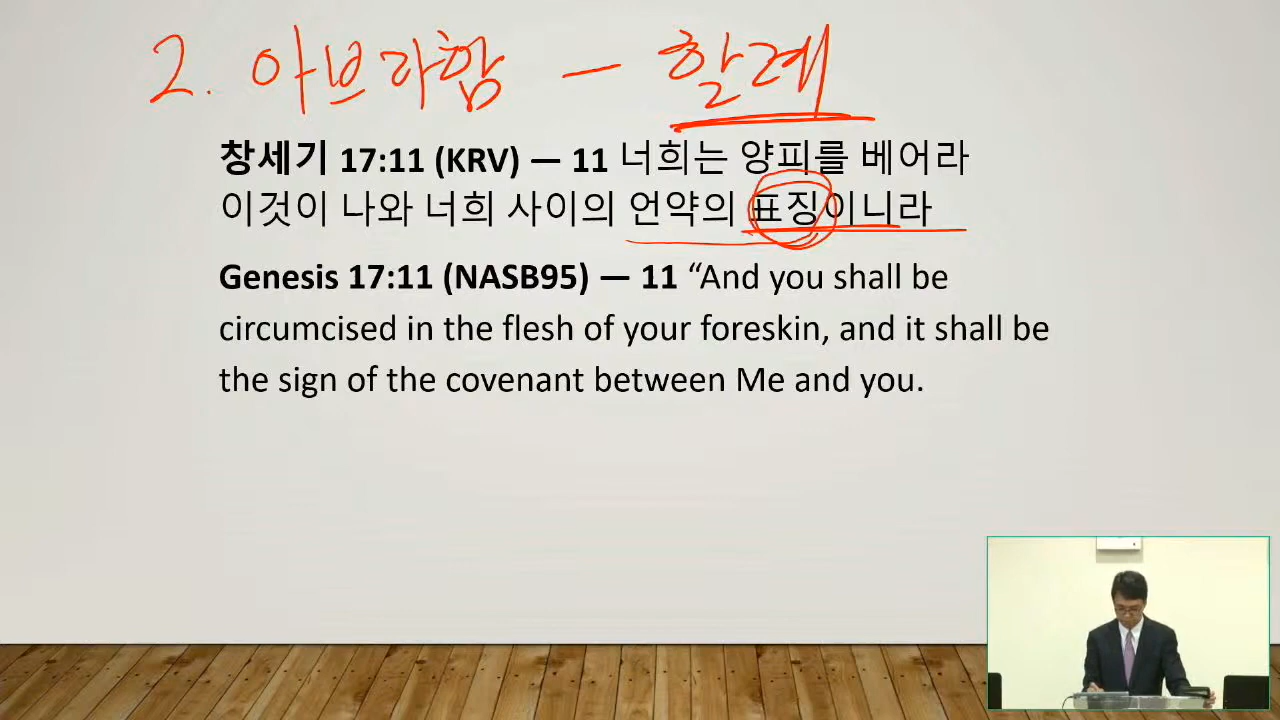 2. 아브라함 – 할례
창세기 17:11 (KRV) — 11 너희는 양피를 베어라
이것이 나와 너희 사이의 언약의 표징이니라
Genesis 17:11 (NASB95) — 11 “And you shall be
circumcised in the flesh of your foreskin, and it shall be
the sign of the covenant between Me and you.